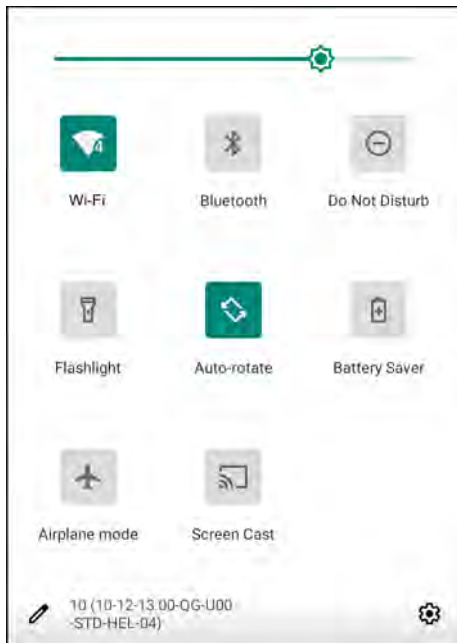 4
Wi-Fi
Bluetooth
Do Not Disturb
Flashlight
Auto-rotate
Battery Saver
Airplane mode
Screen Cast
10 (10-12-13.00-QG-U00
-STD-HEL-04)